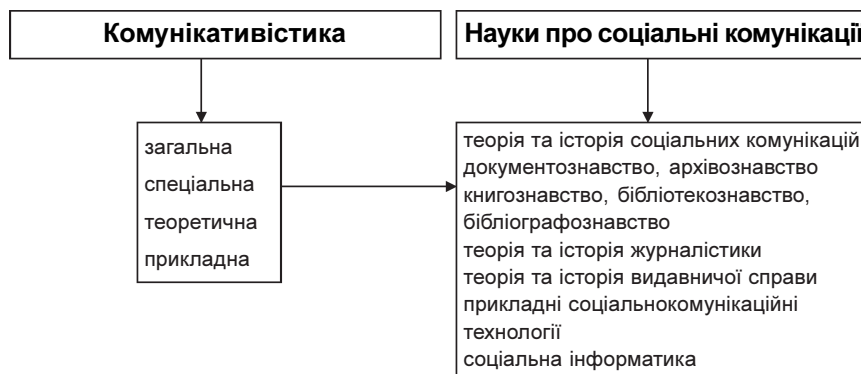 Комунікативістика
Науки про соціальні комунікації
загальна
спеціальна
теоретична
прикладна
теорія та історія соціальних комунікацій
документознавство, архівознавство
книгознавство, бібліотекознавство,
бібліографознавство
теорія та історія журналістики
теорія та історія видавничої справи
прикладні соціальнокомунікаційні
технології
соціальна інформатика